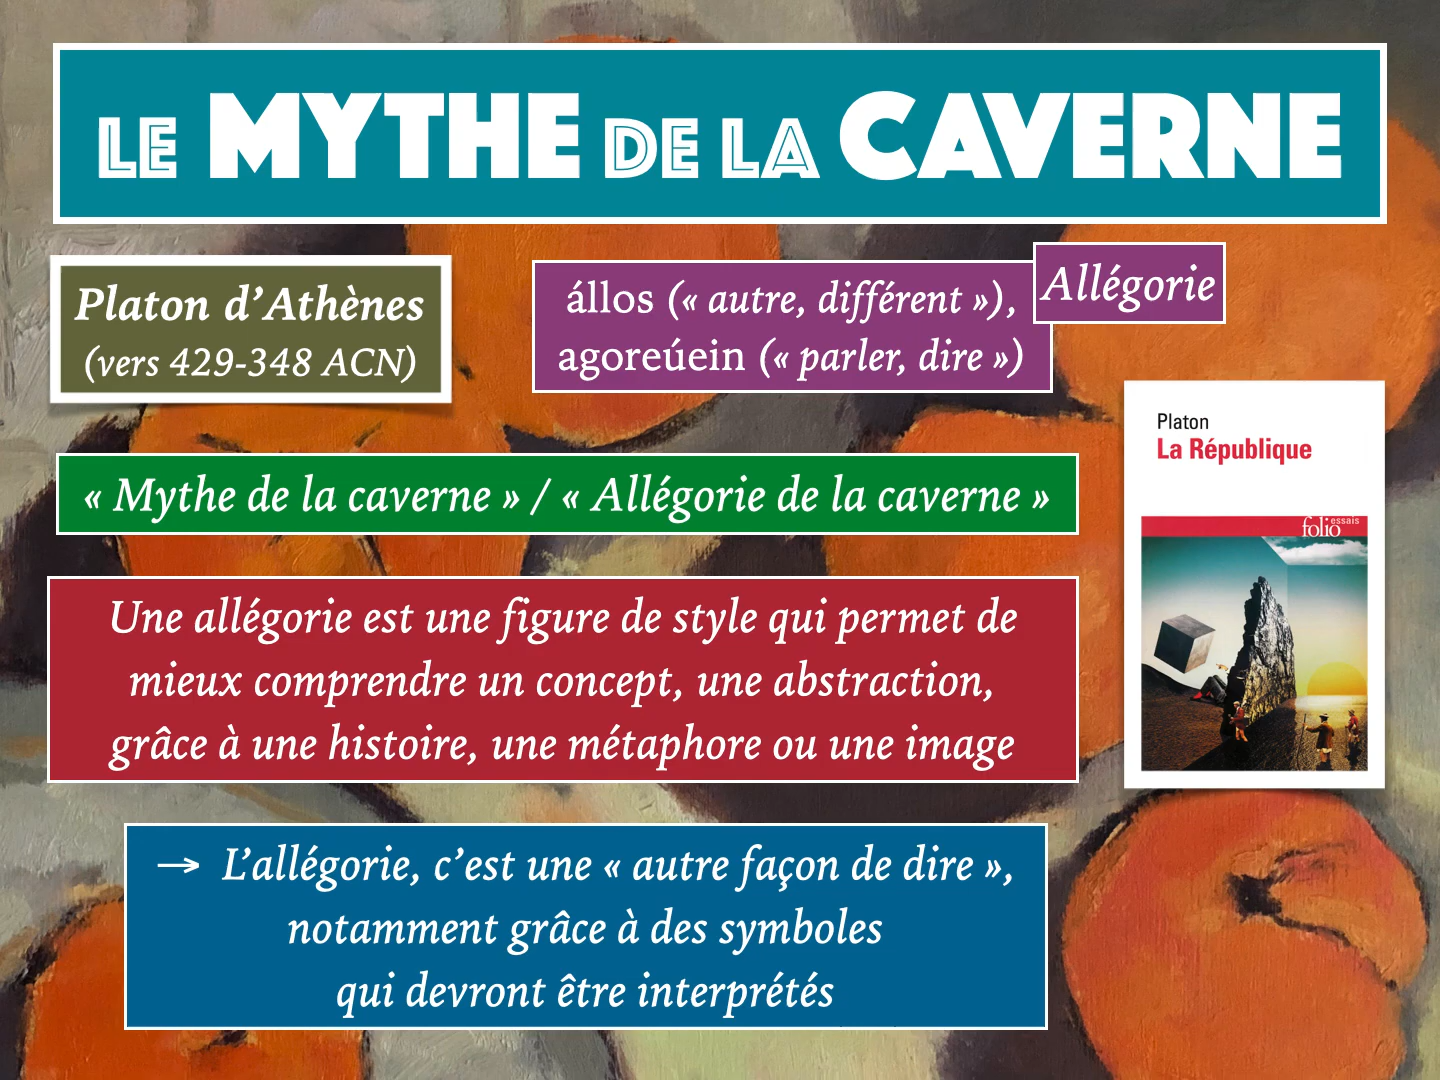 LE MYTHE DE LA CAVERNE
Platon d’Athènes
(vers 429-348 ACN)
állos (« autre, différent »),
agoreúein (« parler, dire »)
Allégorie
« Mythe de la caverne » / « Allégorie de la caverne »
Platon
La République
essais
folio
Une allégorie est une figure de style qui permet de
mieux comprendre un concept, une abstraction,
grâce à une histoire, une métaphore ou une image
→ L’allégorie, c’est une « autre façon de dire »,
notamment grâce à des symboles
qui devront être interprétés